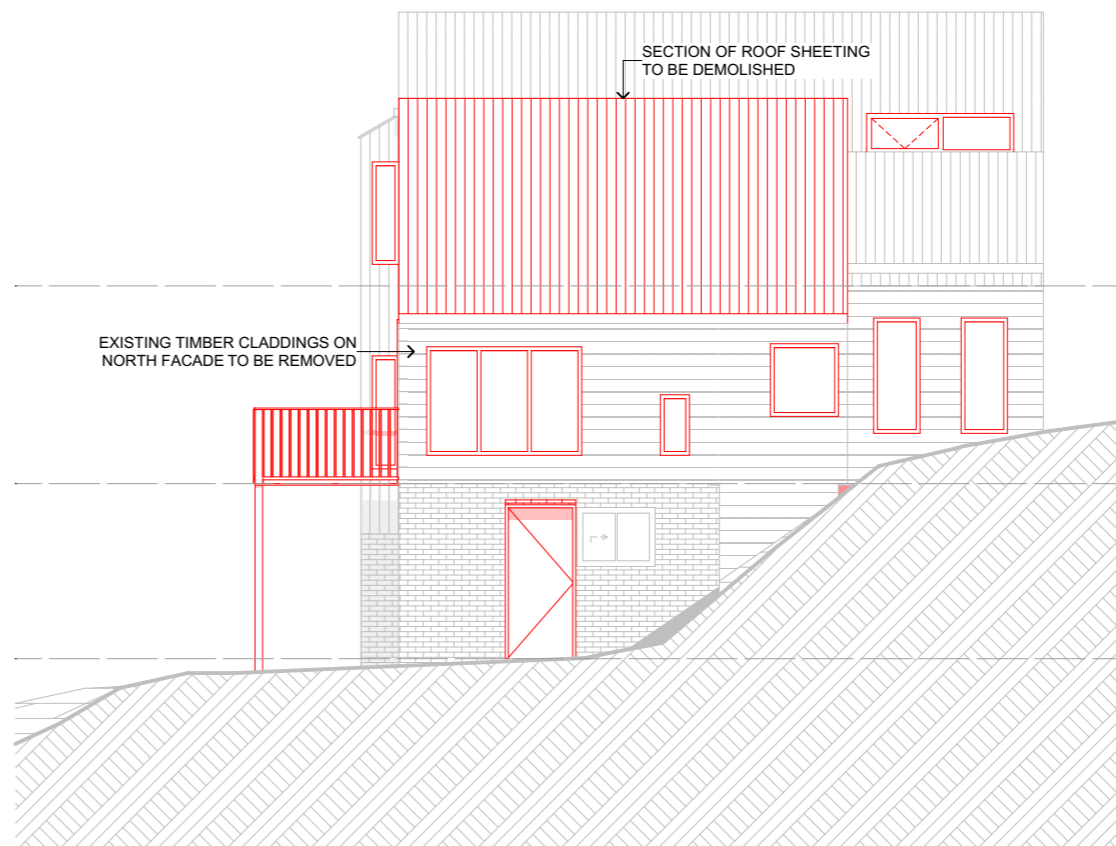 SECTION OF ROOF SHEETING
TO BE DEMOLISHED
EXISTING TIMBER CLADDINGS ON
NORTH FACADE TO BE REMOVED